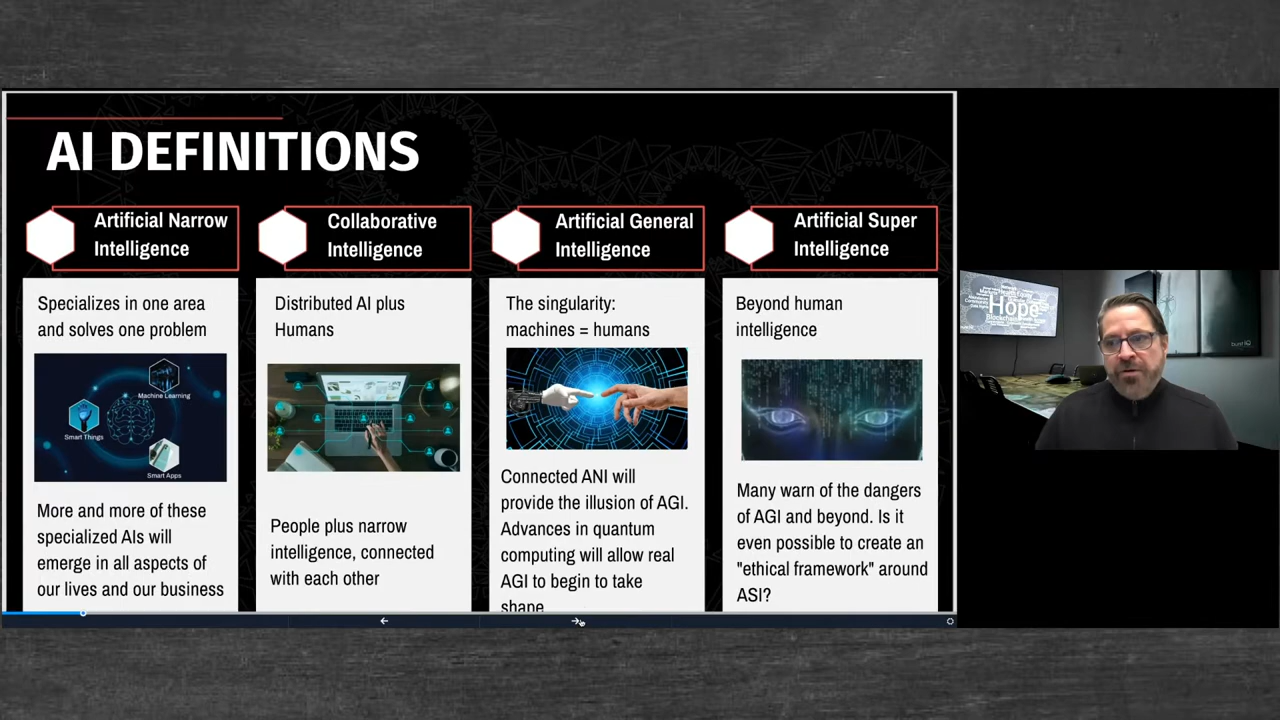 AI DEFINITIONS
Artificial Narrow
Intelligence
Specializes in one area
and solves one problem
Machine Learning
Smart Things
Smart Apps
More and more of these
specialized AIs will
emerge in all aspects of
our lives and our business
Collaborative
Intelligence
Distributed AI plus
Humans
People plus narrow
intelligence, connected
with each other
Artificial General
Intelligence
The singularity:
machines = humans
Connected ANI will
provide the illusion of AGI.
Advances in quantum
computing will allow real
AGI to begin to take
shape
Artificial Super
Intelligence
Beyond human
intelligence
Many warn of the dangers
of AGI and beyond. Is it
even possible to create an
"ethical framework" around
ASI?
Health Equity
Hope
Blockchain
burstIQ